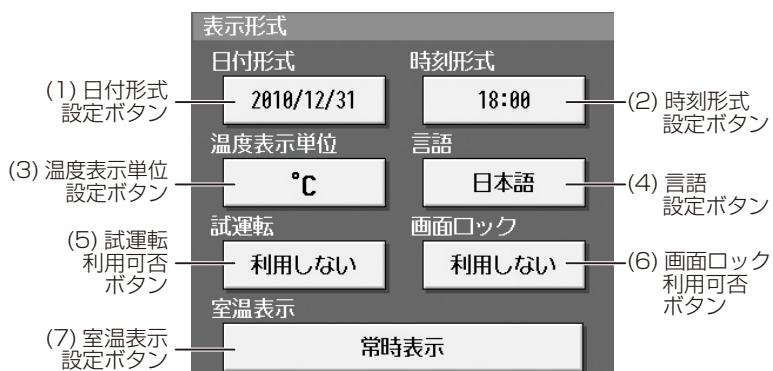 表示形式
日付形式
時刻形式
(1) 日付形式
設定ボタン
2010/12/31
18:00
(2) 時刻形式
設定ボタン
温度表示単位
言語
(3) 温度表示単位
設定ボタン
℃
日本語
(4) 言語
設定ボタン
試運転
画面ロック
(5) 試運転
利用可否
ボタン
利用しない
利用しない
(6) 画面ロック
利用可否
ボタン
室温表示
(7) 室温表示
設定ボタン
常時表示